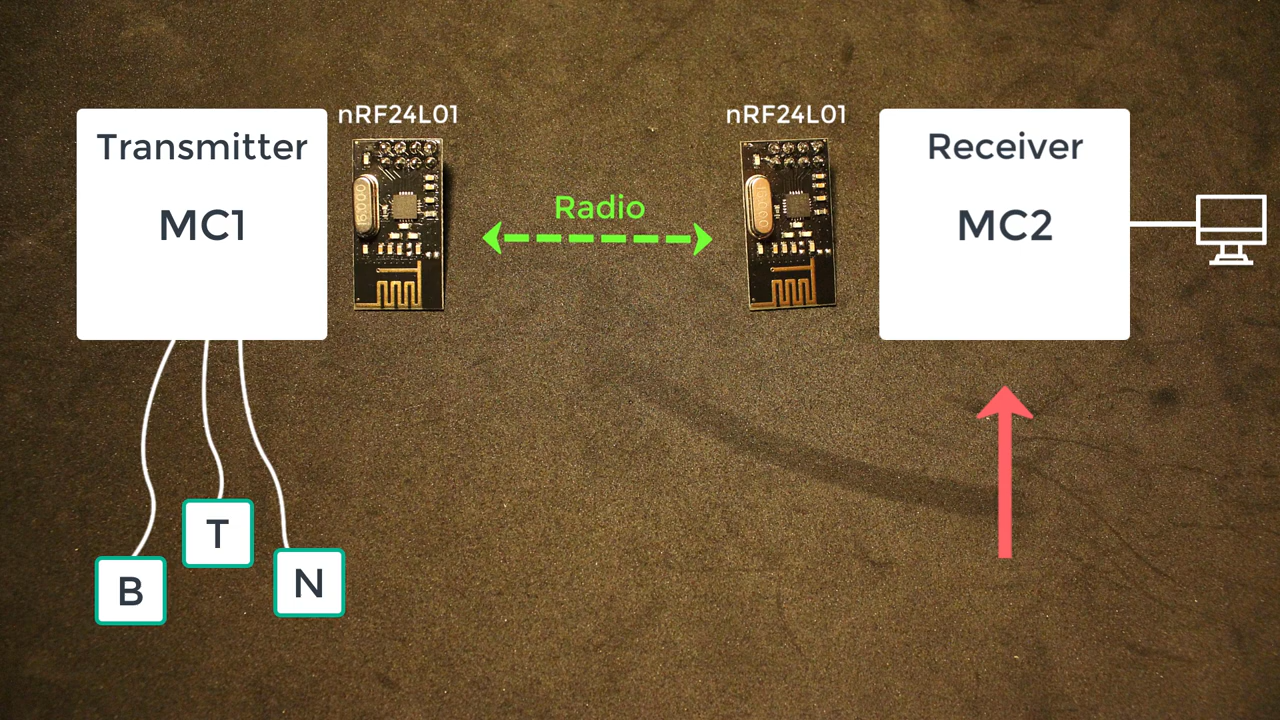 nRF24L01
Transmitter
MC1
Radio
nRF24L01
Receiver
MC2
B
T
N